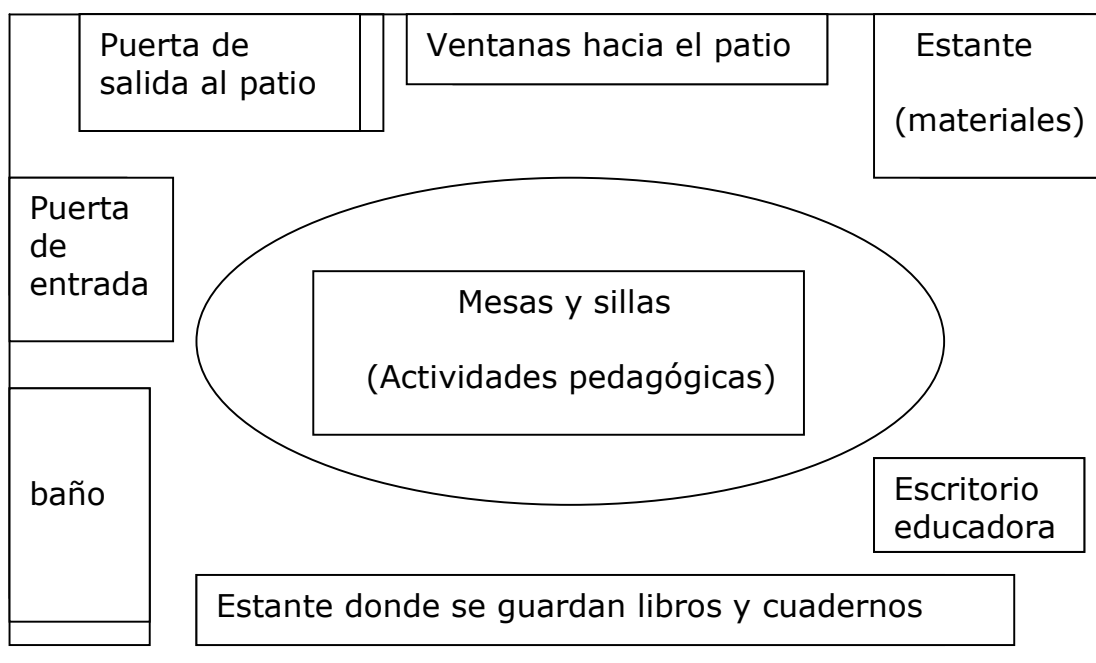 Puerta de
salida al patio
Ventanas hacia el patio
Estante
(materiales)
Puerta
de
entrada
Mesas y sillas
(Actividades pedagógicas)
baño
Escritorio
educadora
Estante donde se guardan libros y cuadernos